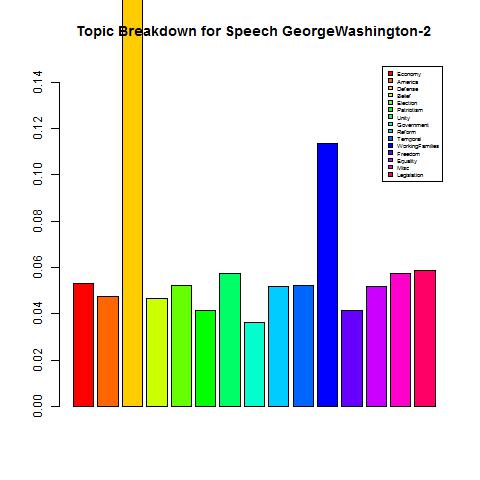 Topic Breakdown for Speech GeorgeWashington-2
0.14
0.12
0.10
0.08
0.06
0.04
0.02
0.00
Economy
America
Defense
Belief
Election
Patriotism
Unity
Government
Reform
Temporal
WorkingFamilies
Freedom
Equality
Misc
Legislation